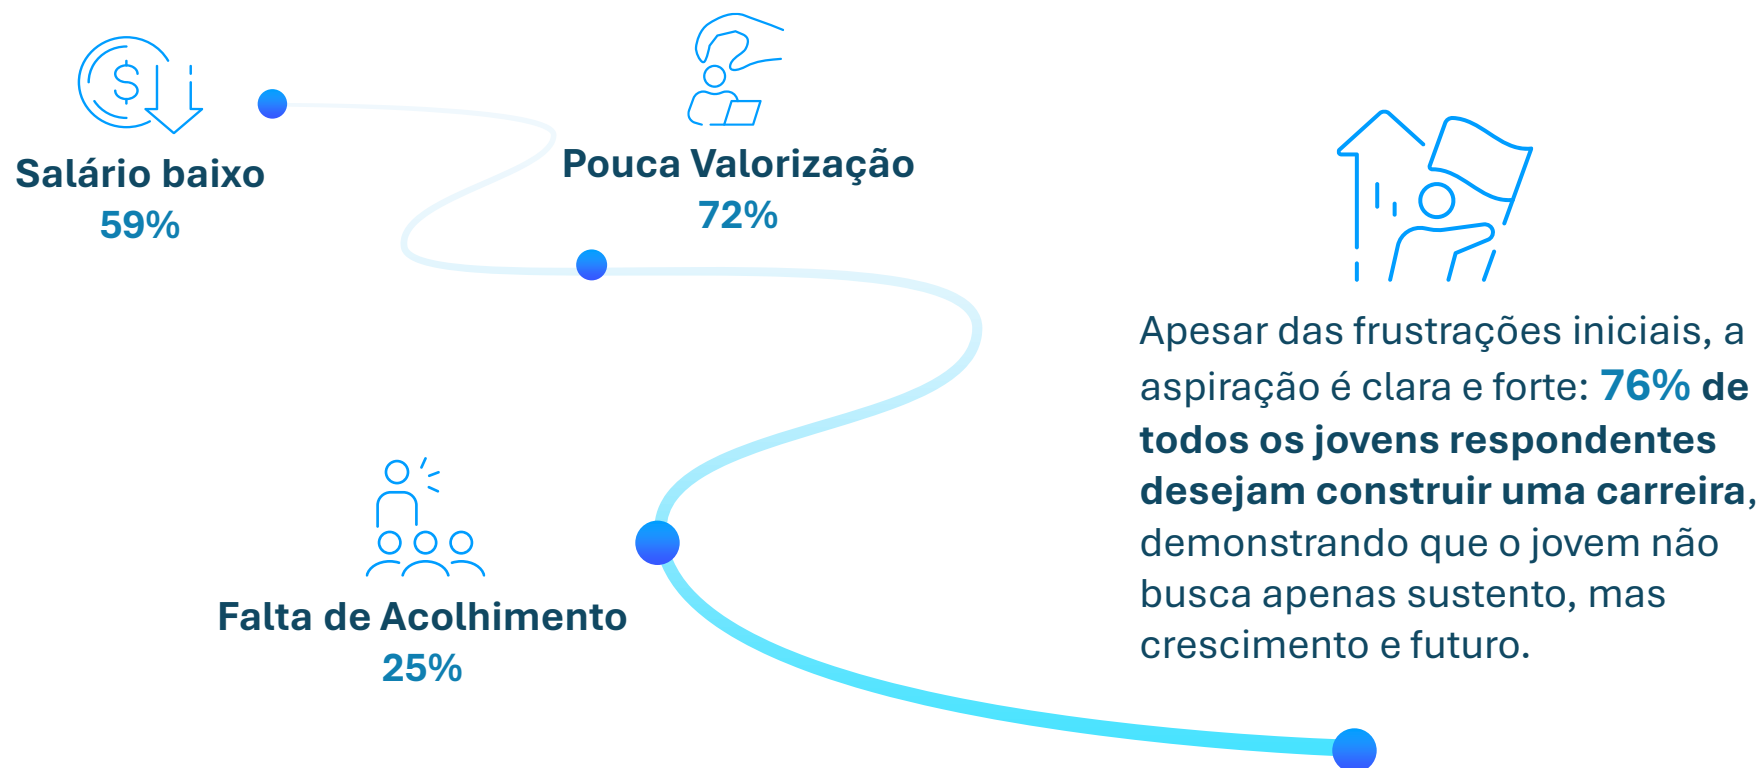 Salário baixo
59%
Pouca Valorização
72%
Falta de Acolhimento
25%
Apesar das frustrações iniciais, a
aspiração é clara e forte: 76% de
todos os jovens respondentes
desejam construir uma carreira,
demonstrando que o jovem não
busca apenas sustento, mas
crescimento e futuro.